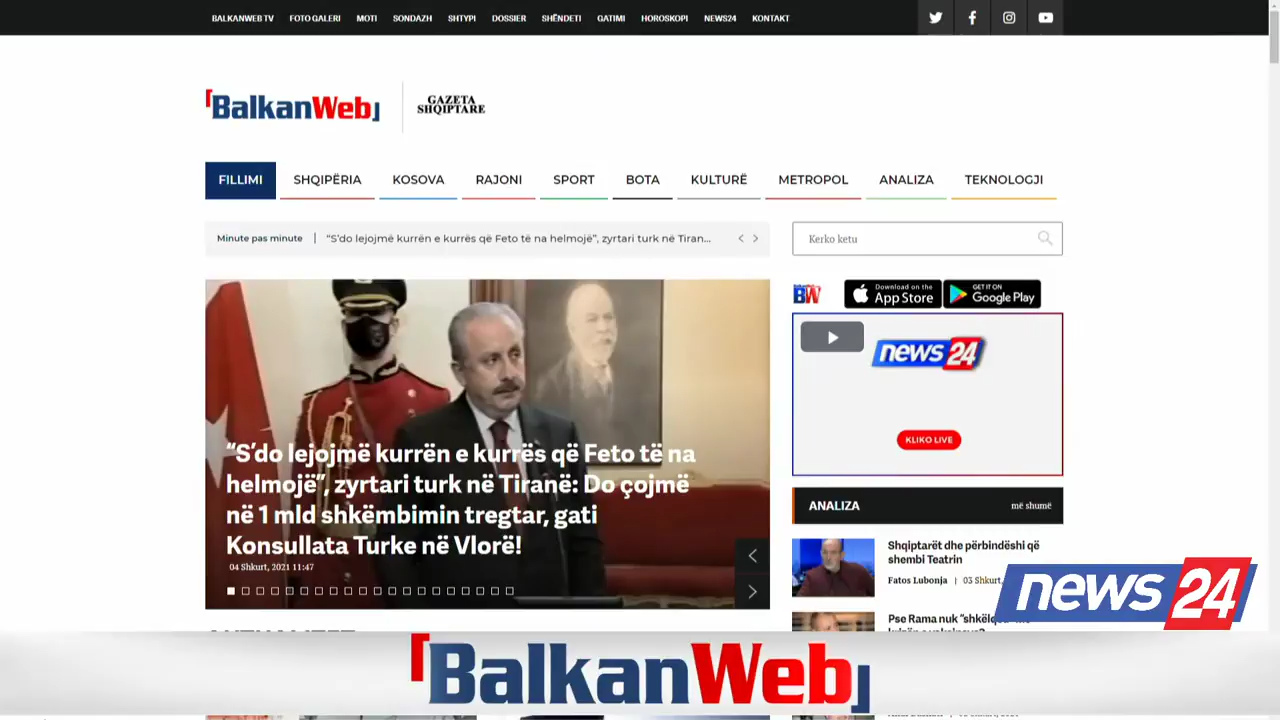 BALKANWEB TV FOTO GALERI MOTI SONDAZH SHTYPI DOSSIER SHËNDETI GATIMI HOROSKOPI NEWS24 KONTAKT
BalkanWeb
GAZETA
SHQIPTARE
FILLIMI SHQIPËRIA KOSOVA RAJONI SPORT BOTA KULTURË METROPOL ANALIZA TEKNOLOGJI
Minute pas minute | “S’do lejojmë kurrën e kurrës që Feto të na helmojë”, zyrtari turk në Tiran...
Kerko ketu
BW
Download on the
App Store
GET IT ON
Google Play
news 24
KLIKO LIVE
“S’do lejojmë kurrën e kurrës që Feto të na
helmojë”, zyrtari turk në Tiranë: Do çojmë
në 1 mld shkëmbimin tregtar, gati
Konsullata Turke në Vlorë!
04 Shkurt, 2021 11:47
ANALIZA më shumë
Shqiptarët dhe përbindëshi që
shembi Teatrin
Fatos Lubonja | 03 Shkurt,
Pse Rama nuk
news 24
BalkanWeb